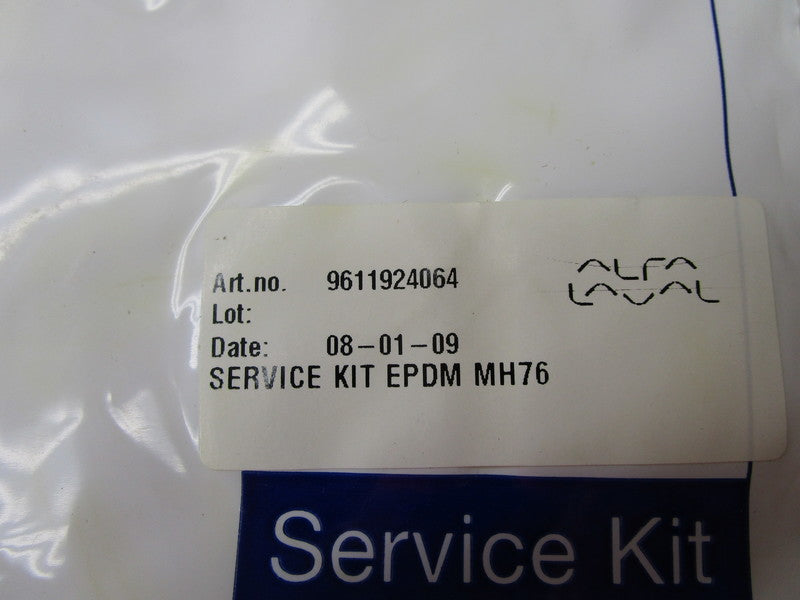 Art.no. 9611924064
ALFA
LAVAL
Lot:
Date: 08-01-09
SERVICE KIT EPDM MH76
Service Kit